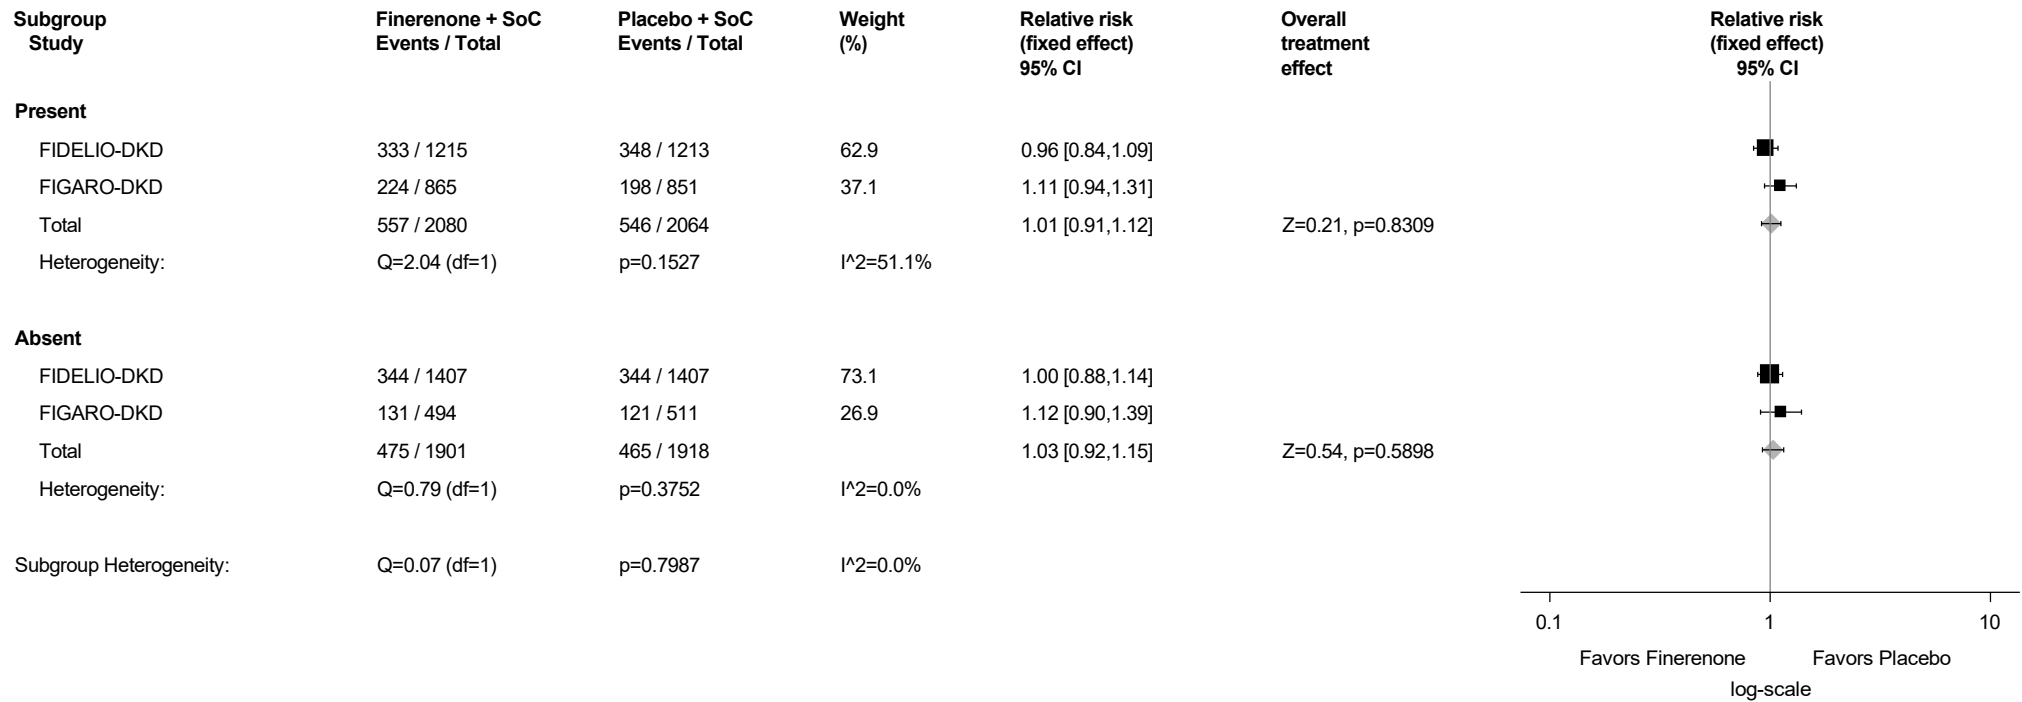 Subgroup Finerenone + SoC Placebo + SoC Weight Relative risk Overall Relative risk
Study Events / Total Events / Total (%) (fixed effect) treatment (fixed effect)
95% CI effect 95% CI
Present
FIDELIO-DKD 333 / 1215 348 / 1213 62.9 0.96 [0.84,1.09]
FIGARO-DKD 224 / 865 198 / 851 37.1 1.11 [0.94,1.31]
Total 557 / 2080 546 / 2064 1.01 [0.91,1.12] Z=0.21, p=0.8309
Heterogeneity: Q=2.04 (df=1) p=0.1527 I^2=51.1%
Absent
FIDELIO-DKD 344 / 1407 344 / 1407 73.1 1.00 [0.88,1.14]
FIGARO-DKD 131 / 494 121 / 511 26.9 1.12 [0.90,1.39]
Total 475 / 1901 465 / 1918 1.03 [0.92,1.15] Z=0.54, p=0.5898
Heterogeneity: Q=0.79 (df=1) p=0.3752 I^2=0.0%
Subgroup Heterogeneity: Q=0.07 (df=1) p=0.7987 I^2=0.0%
0.1 1 10
Favors Finerenone Favors Placebo
log-scale